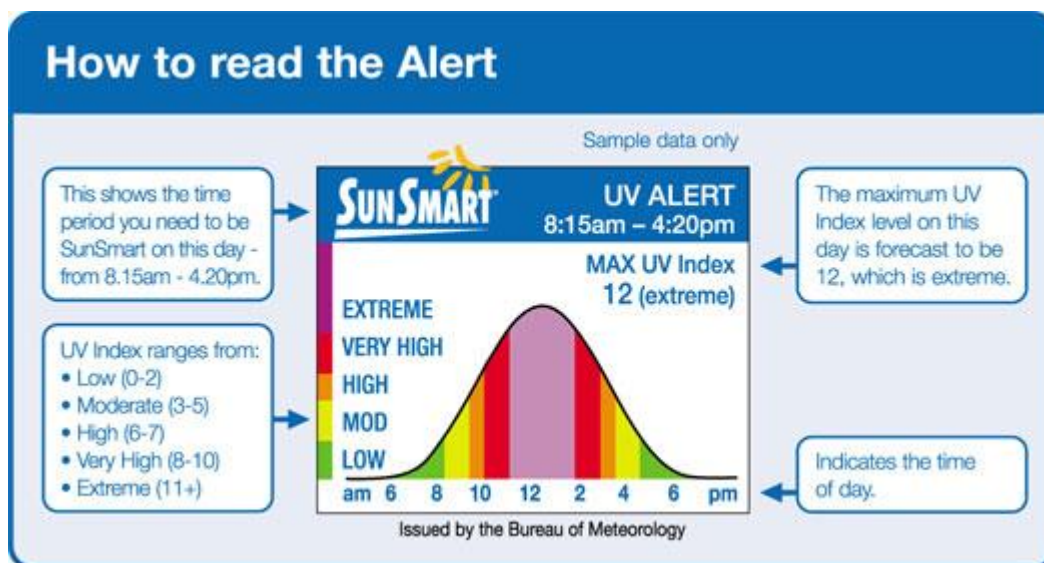 How to read the Alert
Sample data only
This shows the time
period you need to be
SunSmart on this day -
from 8.15am - 4.20pm.
UV Index ranges from:
• Low (0-2)
• Moderate (3-5)
• High (6-7)
• Very High (8-10)
• Extreme (11+)
SUNSMART
UV ALERT
8:15am – 4:20pm
MAX UV Index
12 (extreme)
EXTREME
VERY HIGH
HIGH
MOD
LOW
am 6 8 10 12 2 4 6 pm
Issued by the Bureau of Meteorology
The maximum UV
Index level on this
day is forecast to be
12, which is extreme.
Indicates the time
of day.